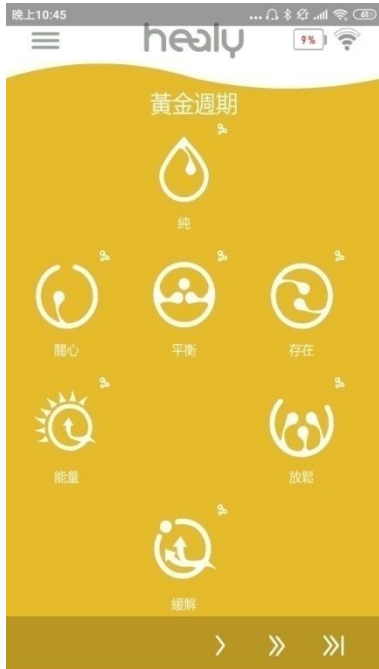 晚上10:45
... 61
healy
9%
黃金週期
純
關心 平衡 存在
能量 放鬆
緩解